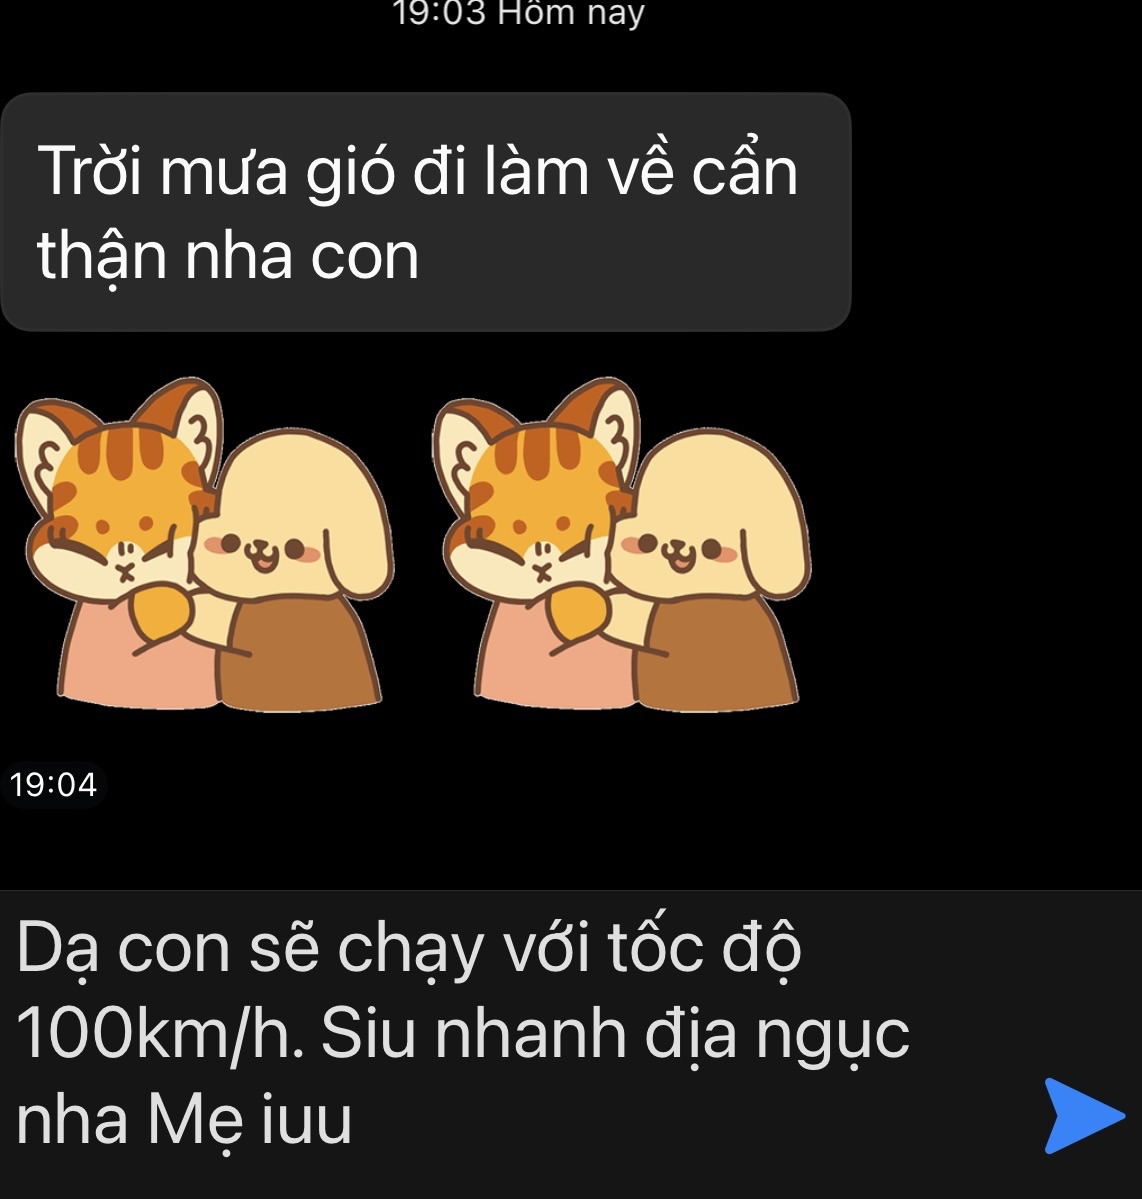 19:03 Hôm nay
Trời mưa gió đi làm về cẩn
thận nha con
19:04
Dạ con sẽ chạy với tốc độ
100km/h. Siu nhanh địa ngục
nha Mẹ iuu